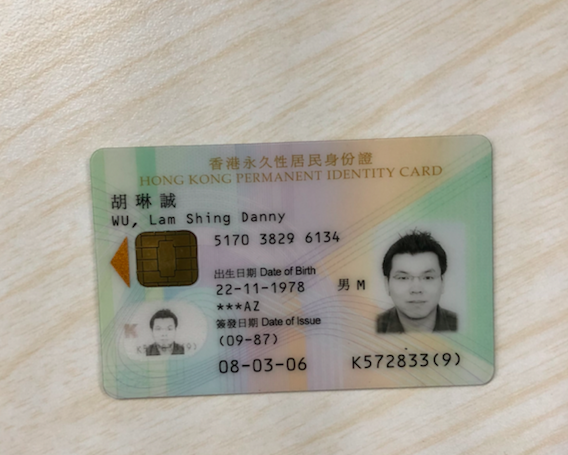 香港永久性居民身份證
HONG KONG PERMANENT IDENTITY CARD
胡琳誠
WU, Lam Shing Danny
5170 3829 6134
出生日期 Date of Birth
22-11-1978 男 M
***AZ
簽發日期 Date of Issue
(09-87)
08-03-06 K572833(9)
K